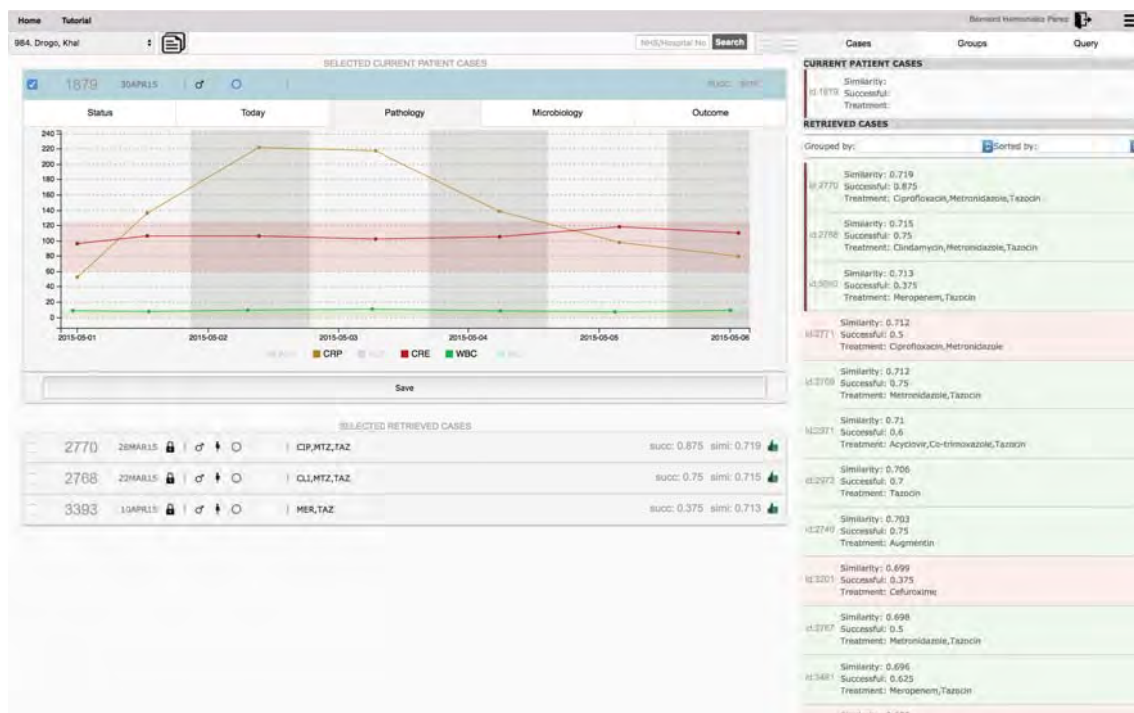 Home Tutorial
964. Drogo, Khal
NHS/Hospital No Search
Cases Groups Query
SELECTED CURRENT PATIENT CASES
1879 30APR15
Status Today Pathology Microbiology Outcome
240
220
200
180
160
140
120
100
80
60
40
20
0
2015-05-01 2015-05-02 2015-05-03 2015-05-04 2015-05-05 2015-05-06
CRP CRE WBC
Save
SELECTED RETRIEVED CASES
2770 26MAR15 | CIP,MTZ,TAZ succ: 0.875 simi: 0.719
2768 22MAR15 | CLI,MTZ,TAZ succ: 0.75 simi: 0.715
3393 10APR15 | MER,TAZ succ: 0.375 simi: 0.713
CURRENT PATIENT CASES
Similarity:
id:1879 Successful:
Treatment:
RETRIEVED CASES
Grouped by: Sorted by:
Similarity: 0.719
id:2770 Successful: 0.875
Treatment: Ciprofloxacin,Metronidazole,Tazocin
Similarity: 0.715
id:2768 Successful: 0.75
Treatment: Clindamycin,Metronidazole,Tazocin
Similarity: 0.713
Successful: 0.375
Treatment: Meropenem,Tazocin
Similarity: 0.712
id:2771 Successful: 0.5
Treatment: Ciprofloxacin,Metronidazole
Similarity: 0.712
id:2769 Successful: 0.75
Treatment: Metronidazole,Tazocin
Similarity: 0.71
Successful: 0.6
Treatment: Acyclovir,Co-trimoxazole,Tazocin
Similarity: 0.706
Successful: 0.7
Treatment: Tazocin
Similarity: 0.703
id:2740 Successful: 0.75
Treatment: Augmentin
Similarity: 0.699
id:3201 Successful: 0.375
Treatment: Cefuroxime
Similarity: 0.698
id:2767 Successful: 0.5
Treatment: Metronidazole,Tazocin
Similarity: 0.696
id:3481 Successful: 0.625
Treatment: Meropenem,Tazocin